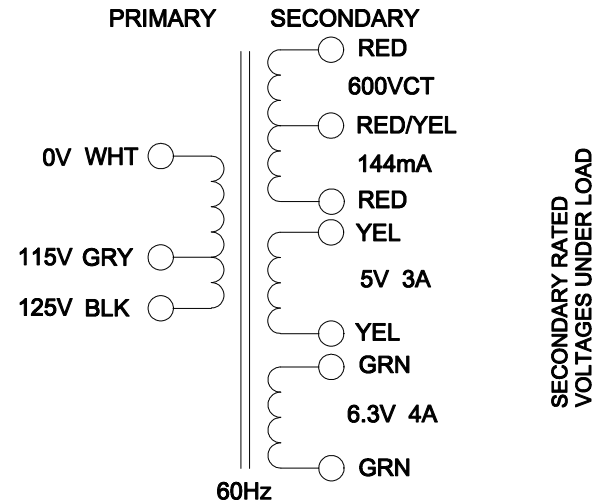 PRIMARY
SECONDARY
RED
600VCT
RED/YEL
144mA
RED
0V WHT
115V GRY
125V BLK
YEL
5V 3A
YEL
GRN
6.3V 4A
GRN
60Hz
SECONDARY RATED
VOLTAGES UNDER LOAD